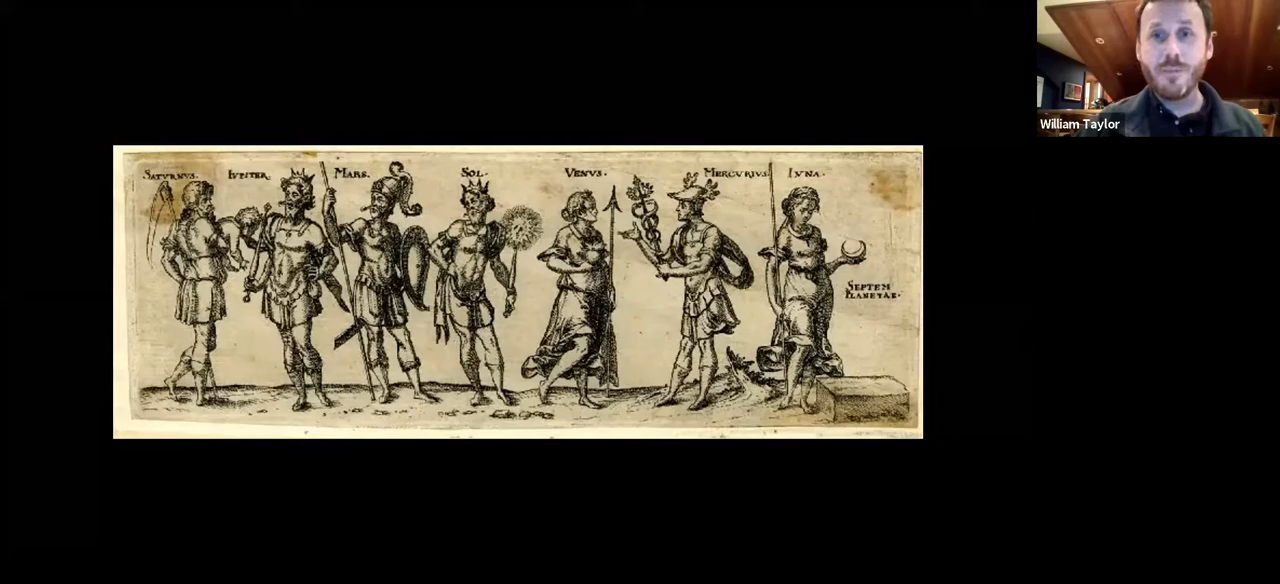 William Taylor
SATVRNVS.
IVPITER.
MARS.
SOL.
VENVS.
MERCVRIVS.
LVNA.
SEPTEM
PLANETAE.